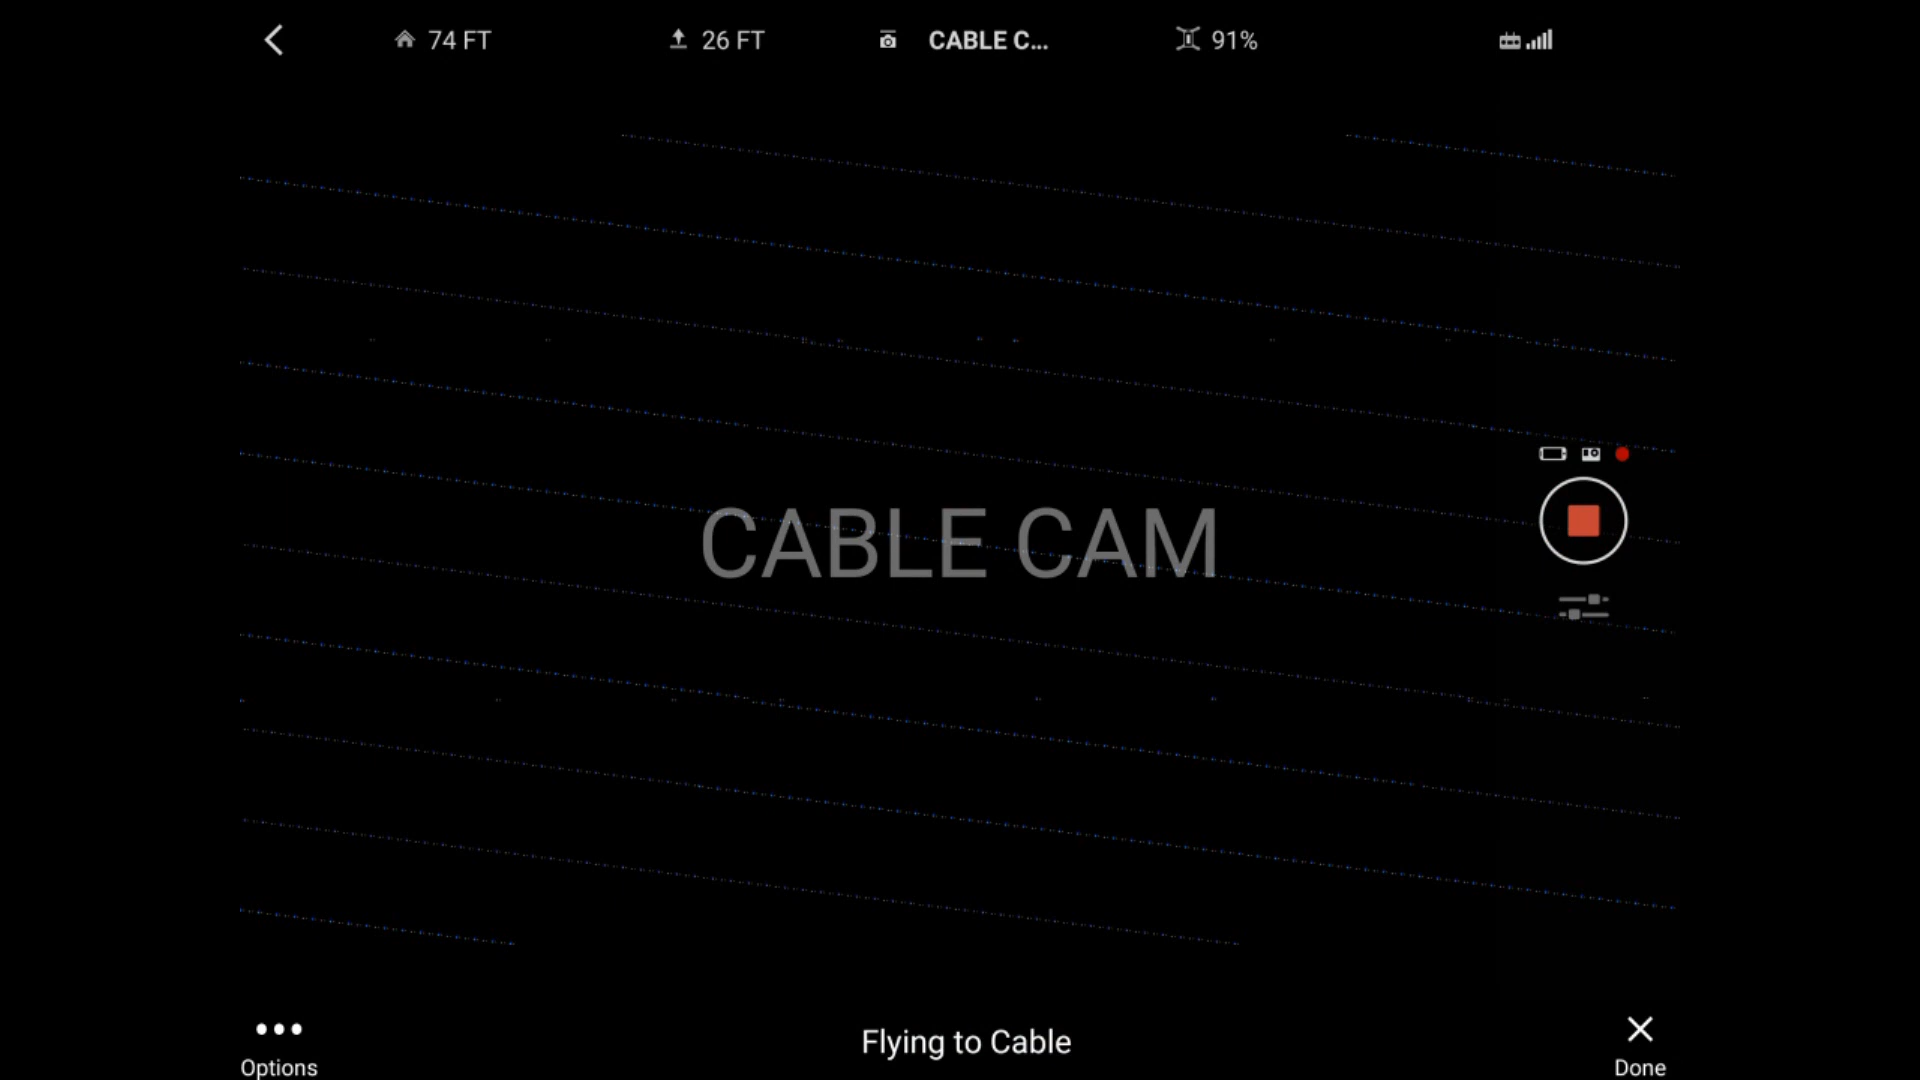 74 FT
26 FT
CABLE C...
91%
CABLE CAM
Flying to Cable
Options
Done